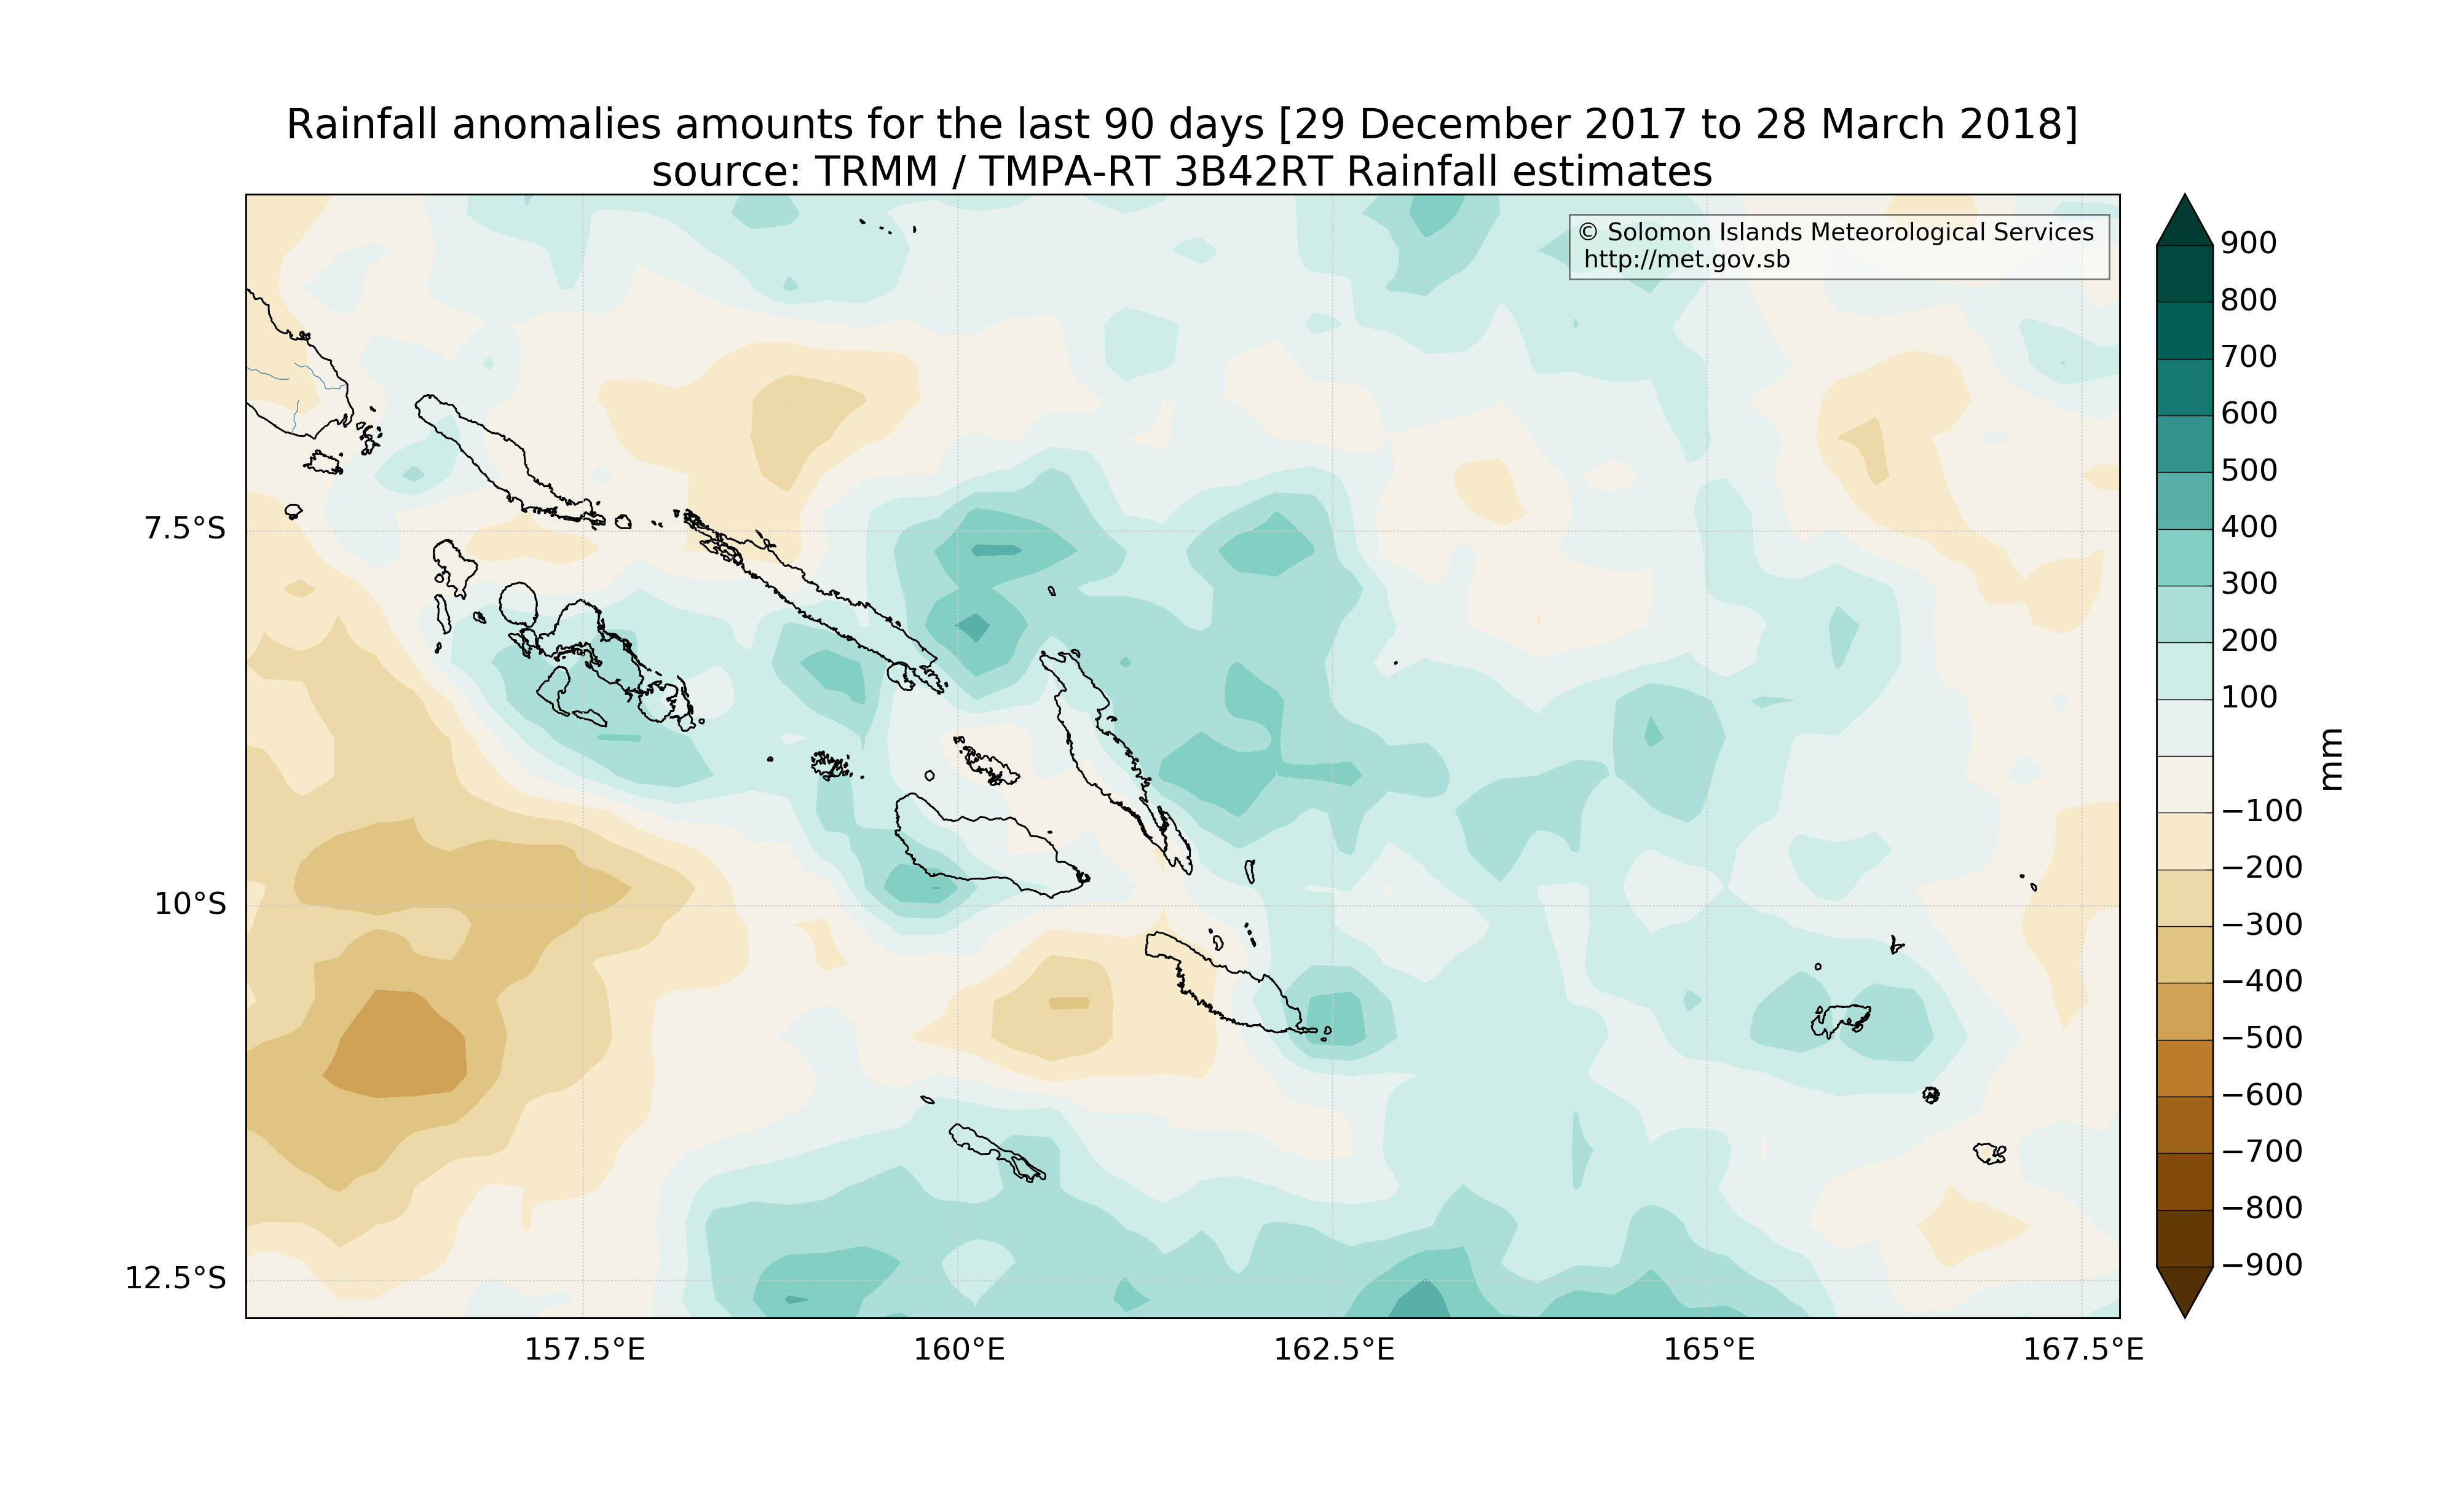 Rainfall anomalies amounts for the last 90 days [29 December 2017 to 28 March 2018]
source: TRMM / TMPA-RT 3B42RT Rainfall estimates
© Solomon Islands Meteorological Services
http://met.gov.sb
7.5°S
10°S
12.5°S
157.5°E
160°E
162.5°E
165°E
167.5°E
900
800
700
600
500
400
300
200
100
−100
−200
−300
−400
−500
−600
−700
−800
−900
mm